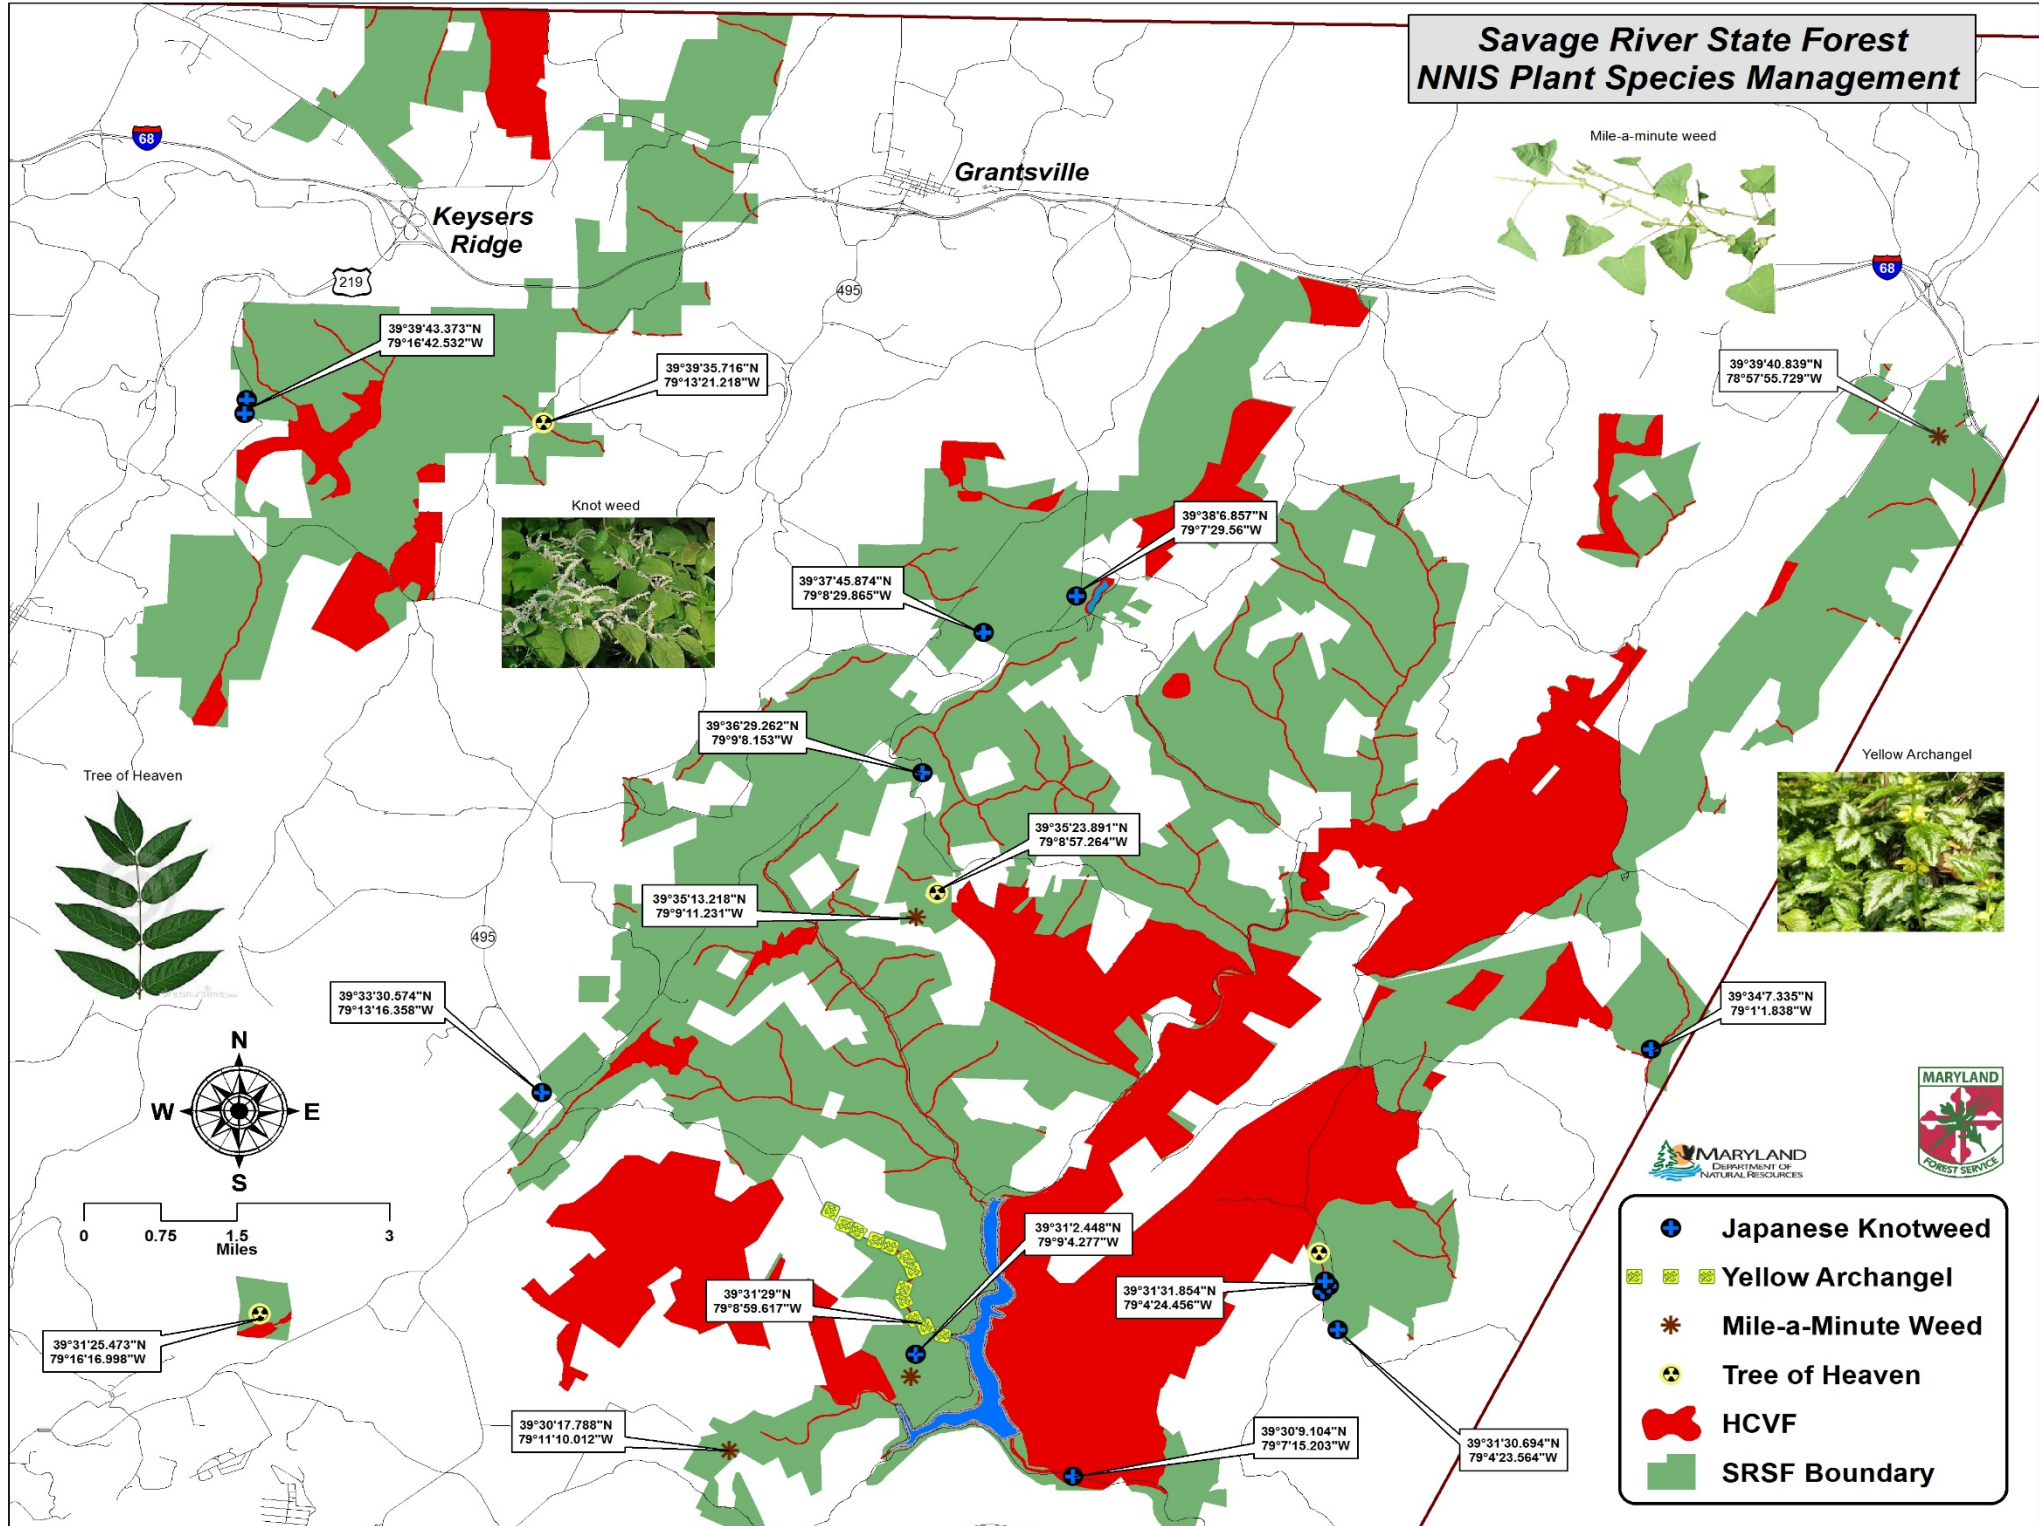 Savage River State Forest
NNIS Plant Species Management
Mile-a-minute weed
68
Grantsville
Keysers
Ridge
219
495
68
39°39'43.373"N
79°16'42.532"W
39°39'35.716"N
79°13'21.218"W
39°39'40.839"N
78°57'55.729"W
Knot weed
39°38'6.857"N
79°7'29.56"W
39°37'45.874"N
79°8'29.865"W
39°36'29.262"N
79°9'8.153"W
Yellow Archangel
Tree of Heaven
39°35'23.891"N
79°8'57.264"W
39°35'13.218"N
79°9'11.231"W
495
39°33'30.574"N
79°13'16.358"W
39°34'7.335"N
79°1'1.838"W
N
W
E
S
MARYLAND
FOREST SERVICE
MARYLAND
DEPARTMENT OF
NATURAL RESOURCES
0
0.75
1.5
3
Miles
39°31'2.448"N
79°9'4.277"W
39°31'29"N
79°8'59.617"W
39°31'31.854"N
79°4'24.456"W
39°31'25.473"N
79°16'16.998"W
39°30'17.788"N
79°11'10.012"W
39°30'9.104"N
79°7'15.203"W
39°31'30.694"N
79°4'23.564"W
Japanese Knotweed
Yellow Archangel
Mile-a-Minute Weed
Tree of Heaven
HCVF
SRSF Boundary